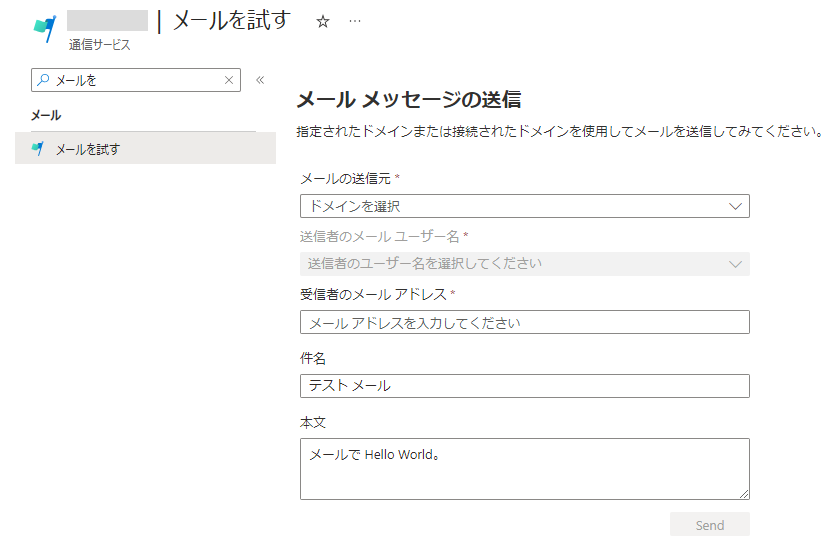 | メールを試す
通信サービス
メールを
メール
メールを試す
メール メッセージの送信
指定されたドメインまたは接続されたドメインを使用してメールを送信してみてください。
メールの送信元 *
ドメインを選択
送信者のメール ユーザー名 *
送信者のユーザー名を選択してください
受信者のメール アドレス *
メール アドレスを入力してください
件名
テスト メール
本文
メールで Hello World。
Send